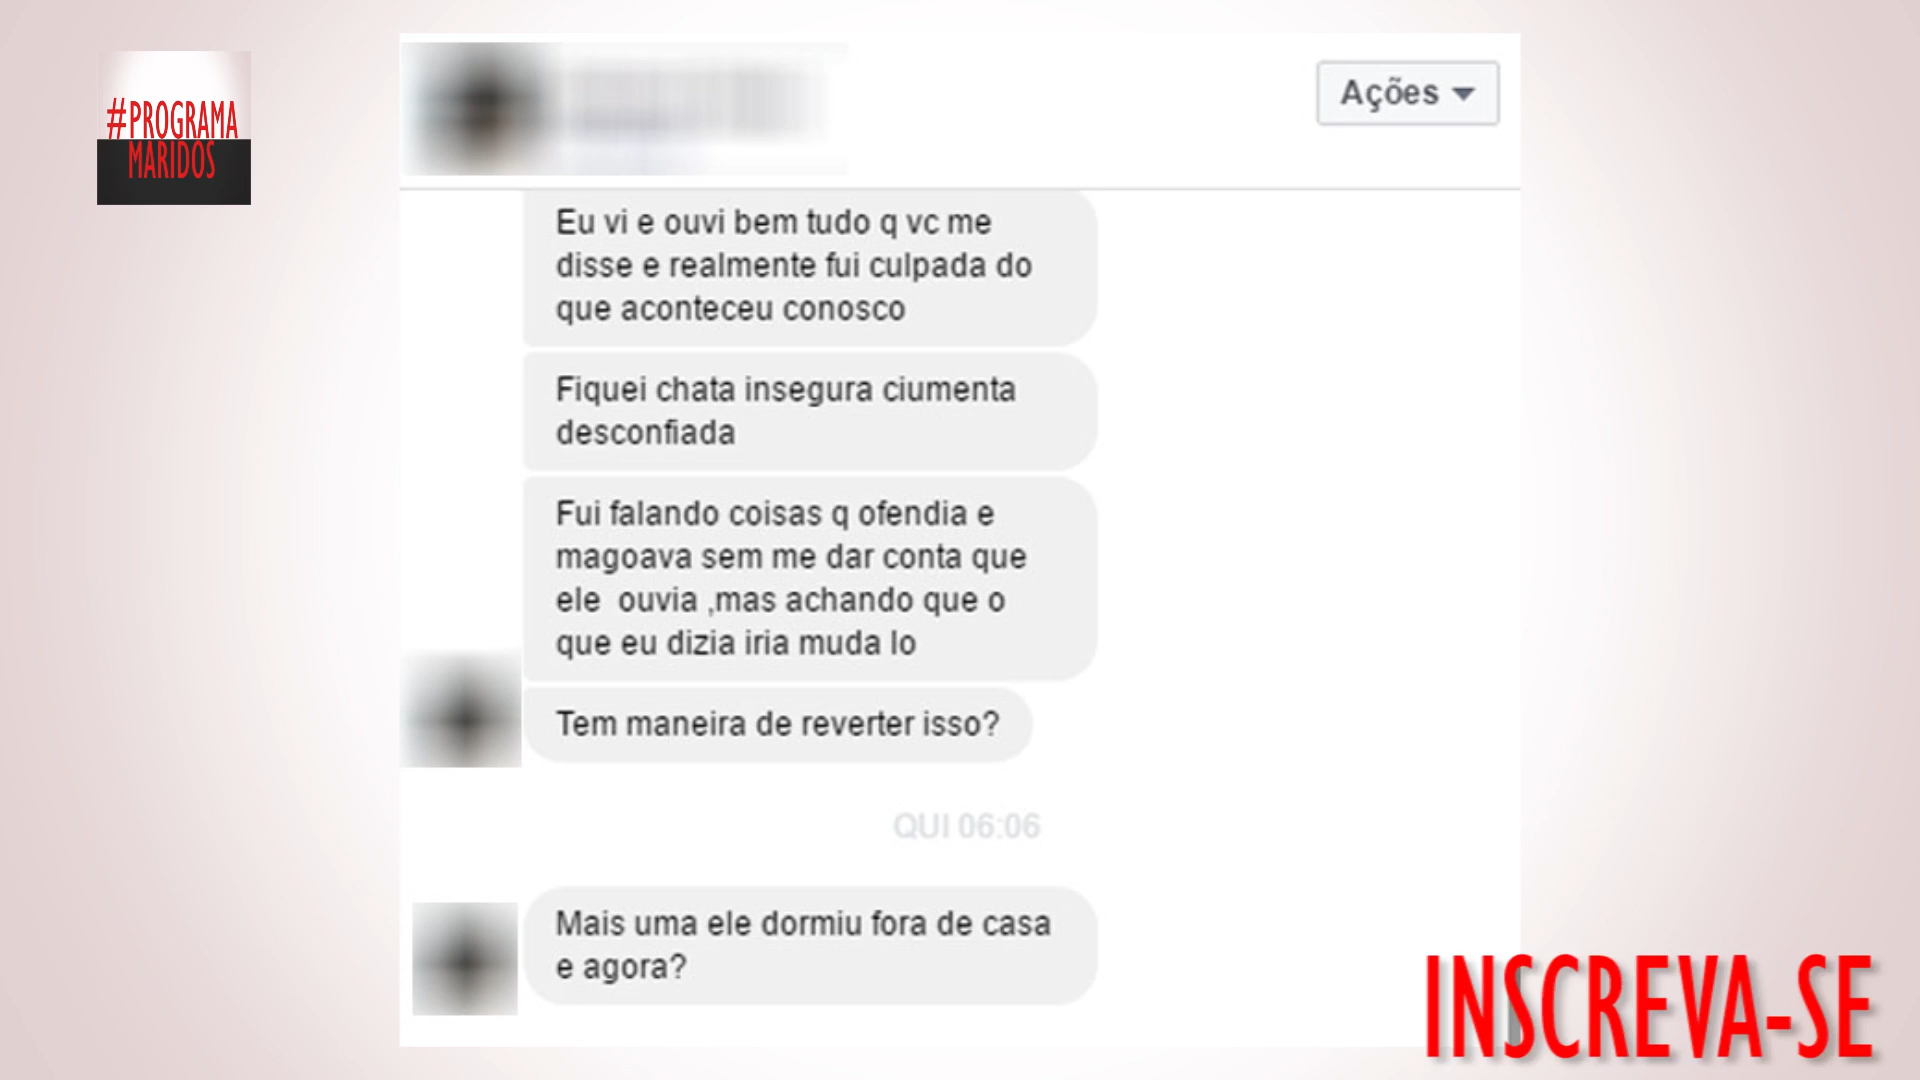 #PROGRAMA
MARIDOS
Ações
Eu vi e ouvi bem tudo q vc me
disse e realmente fui culpada do
que aconteceu conosco
Fiquei chata insegura ciumenta
desconfiada
Fui falando coisas q ofendia e
magoava sem me dar conta que
ele  ouvia ,mas achando que o
que eu dizia iria muda lo
Tem maneira de reverter isso?
QUI 06:06
Mais uma ele dormiu fora de casa
e agora?
INSCREVA-SE